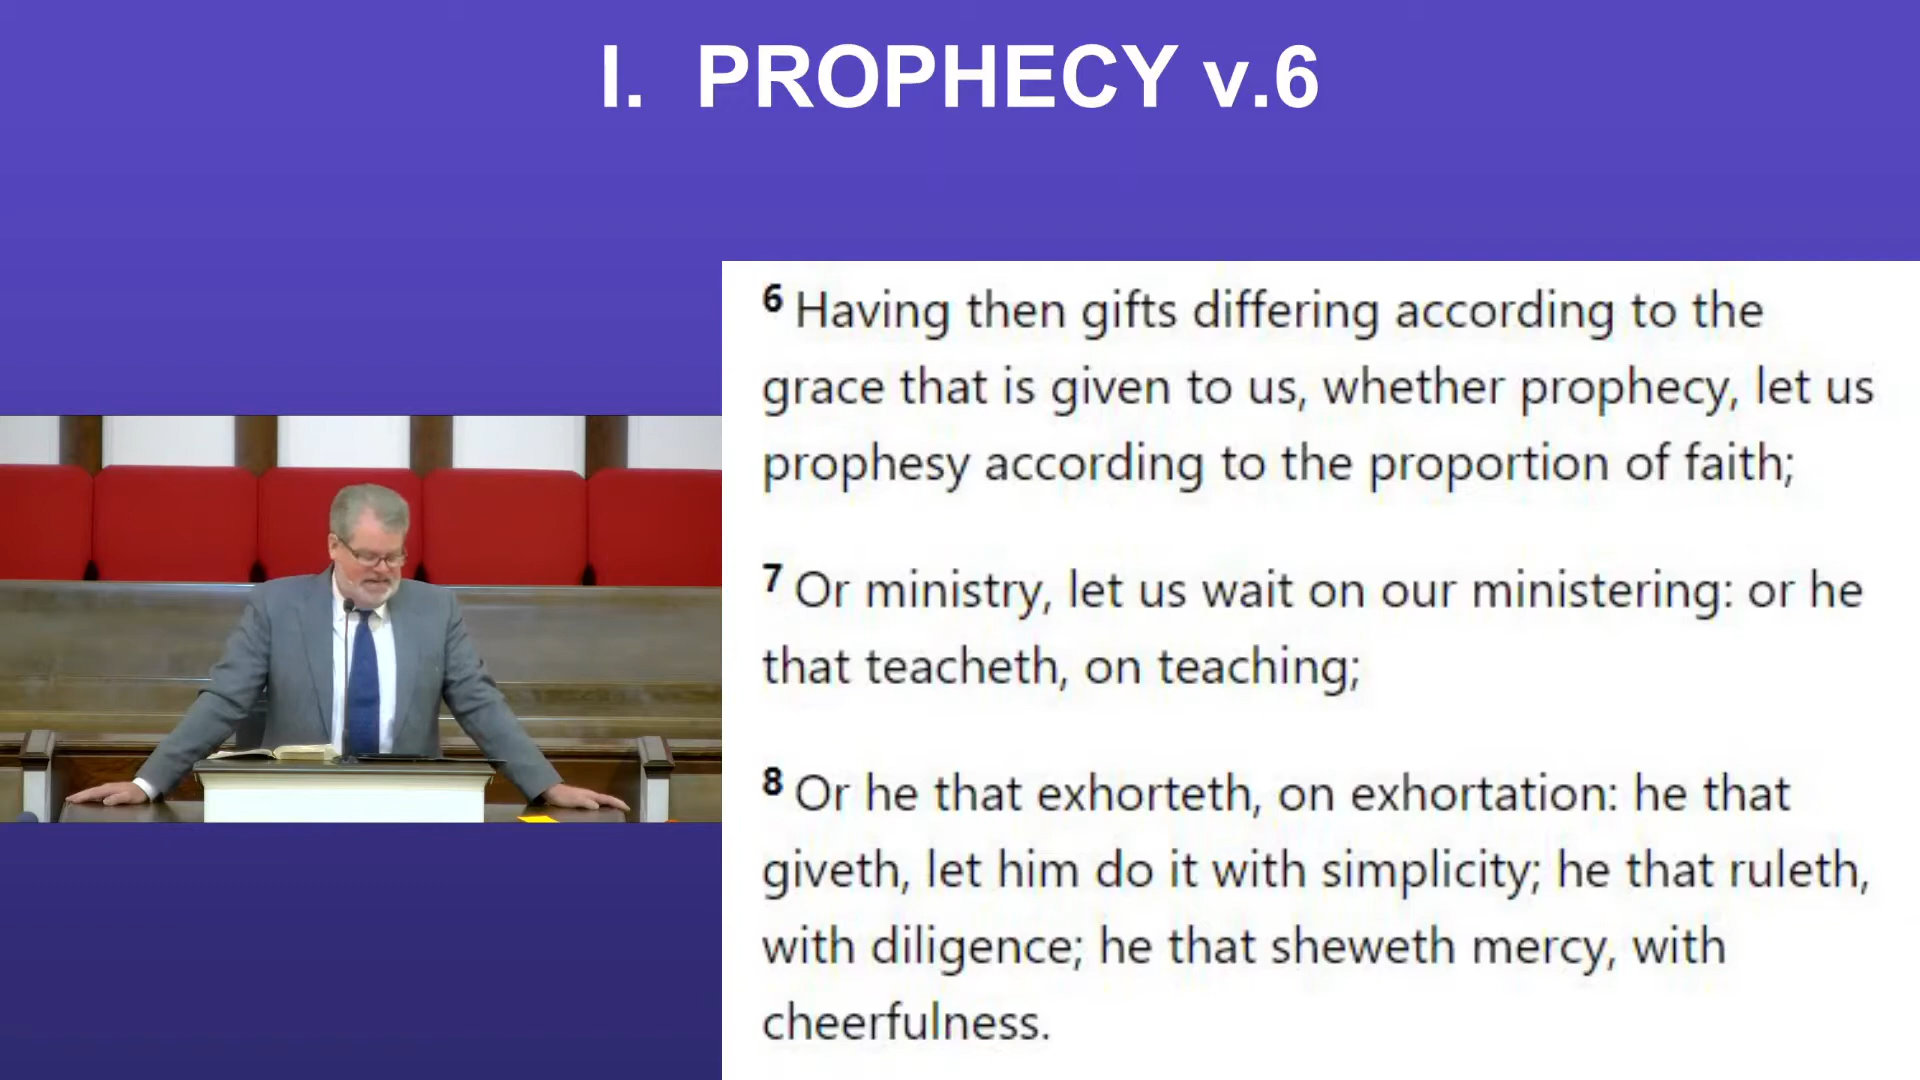 I. PROPHECY v.6
6 Having then gifts differing according to the
grace that is given to us, whether prophecy, let us
prophesy according to the proportion of faith;
7 Or ministry, let us wait on our ministering: or he
that teacheth, on teaching;
8 Or he that exhorteth, on exhortation: he that
giveth, let him do it with simplicity; he that ruleth,
with diligence; he that sheweth mercy, with
cheerfulness.